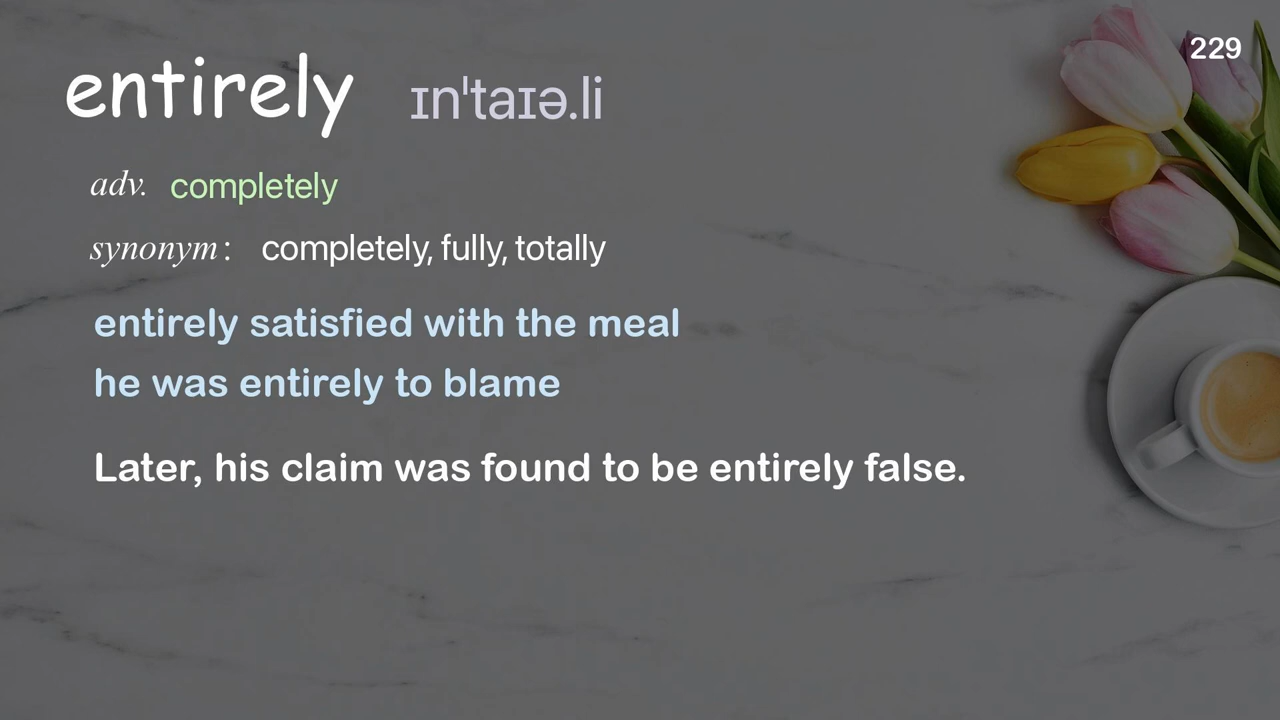 229
entirely ɪnˈtaɪə.li
adv. completely
synonym: completely, fully, totally
entirely satisfied with the meal
he was entirely to blame
Later, his claim was found to be entirely false.